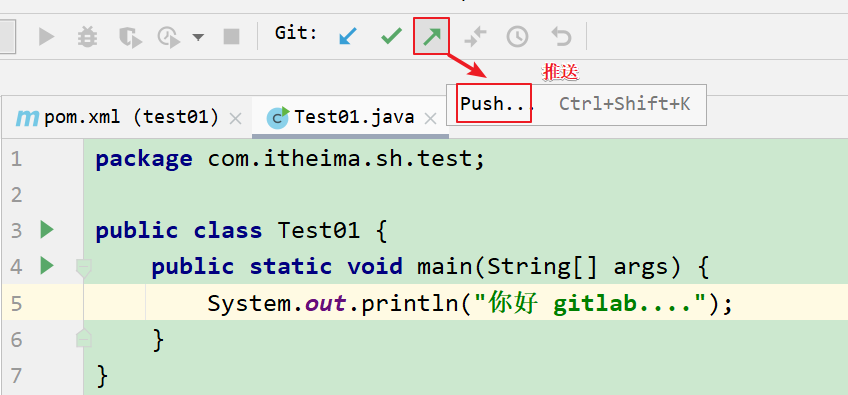 Git:
推送
Push... Ctrl+Shift+K
m pom.xml (test01) × C Test01.java ×
1 package com.itheima.sh.test;
2
3 public class Test01 {
4 public static void main(String[] args) {
5 System.out.println("你好 gitlab....");
6 }
7 }